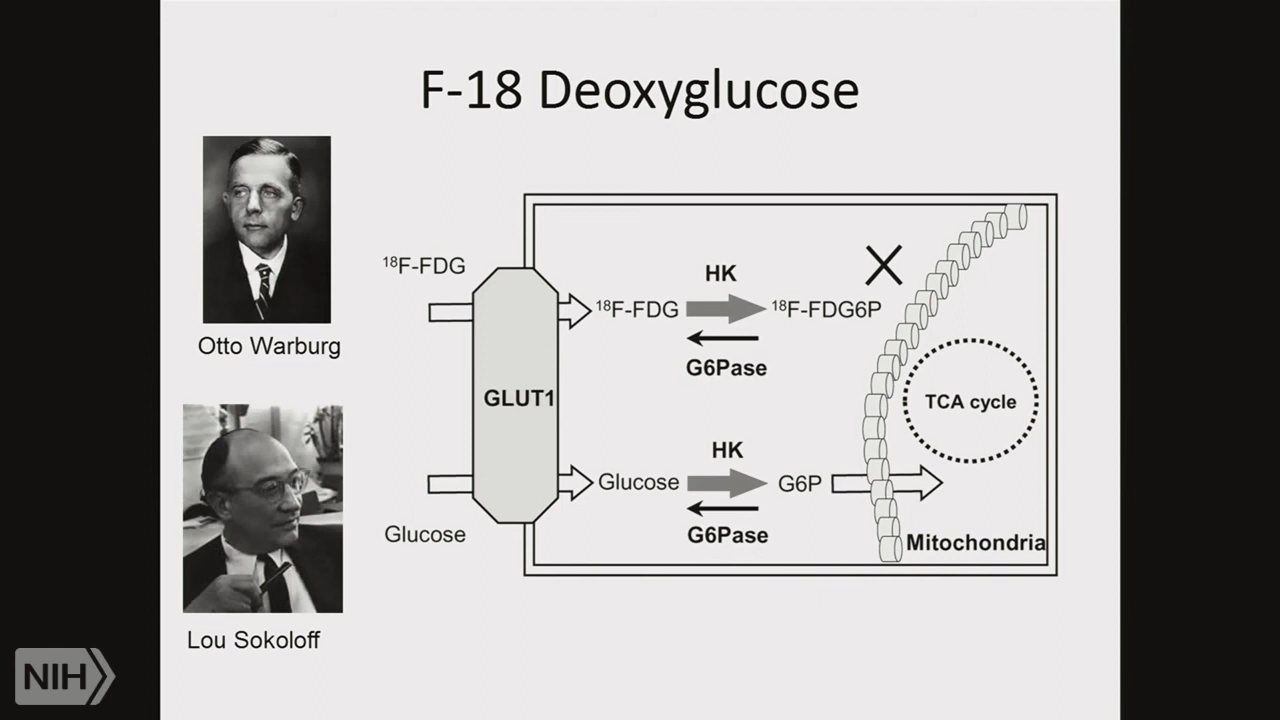 F-18 Deoxyglucose
Otto Warburg
Lou Sokoloff
¹⁸F-FDG
HK
¹⁸F-FDG
¹⁸F-FDG6P
G6Pase
GLUT1
TCA cycle
HK
Glucose
G6P
G6Pase
Glucose
Mitochondria
NIH